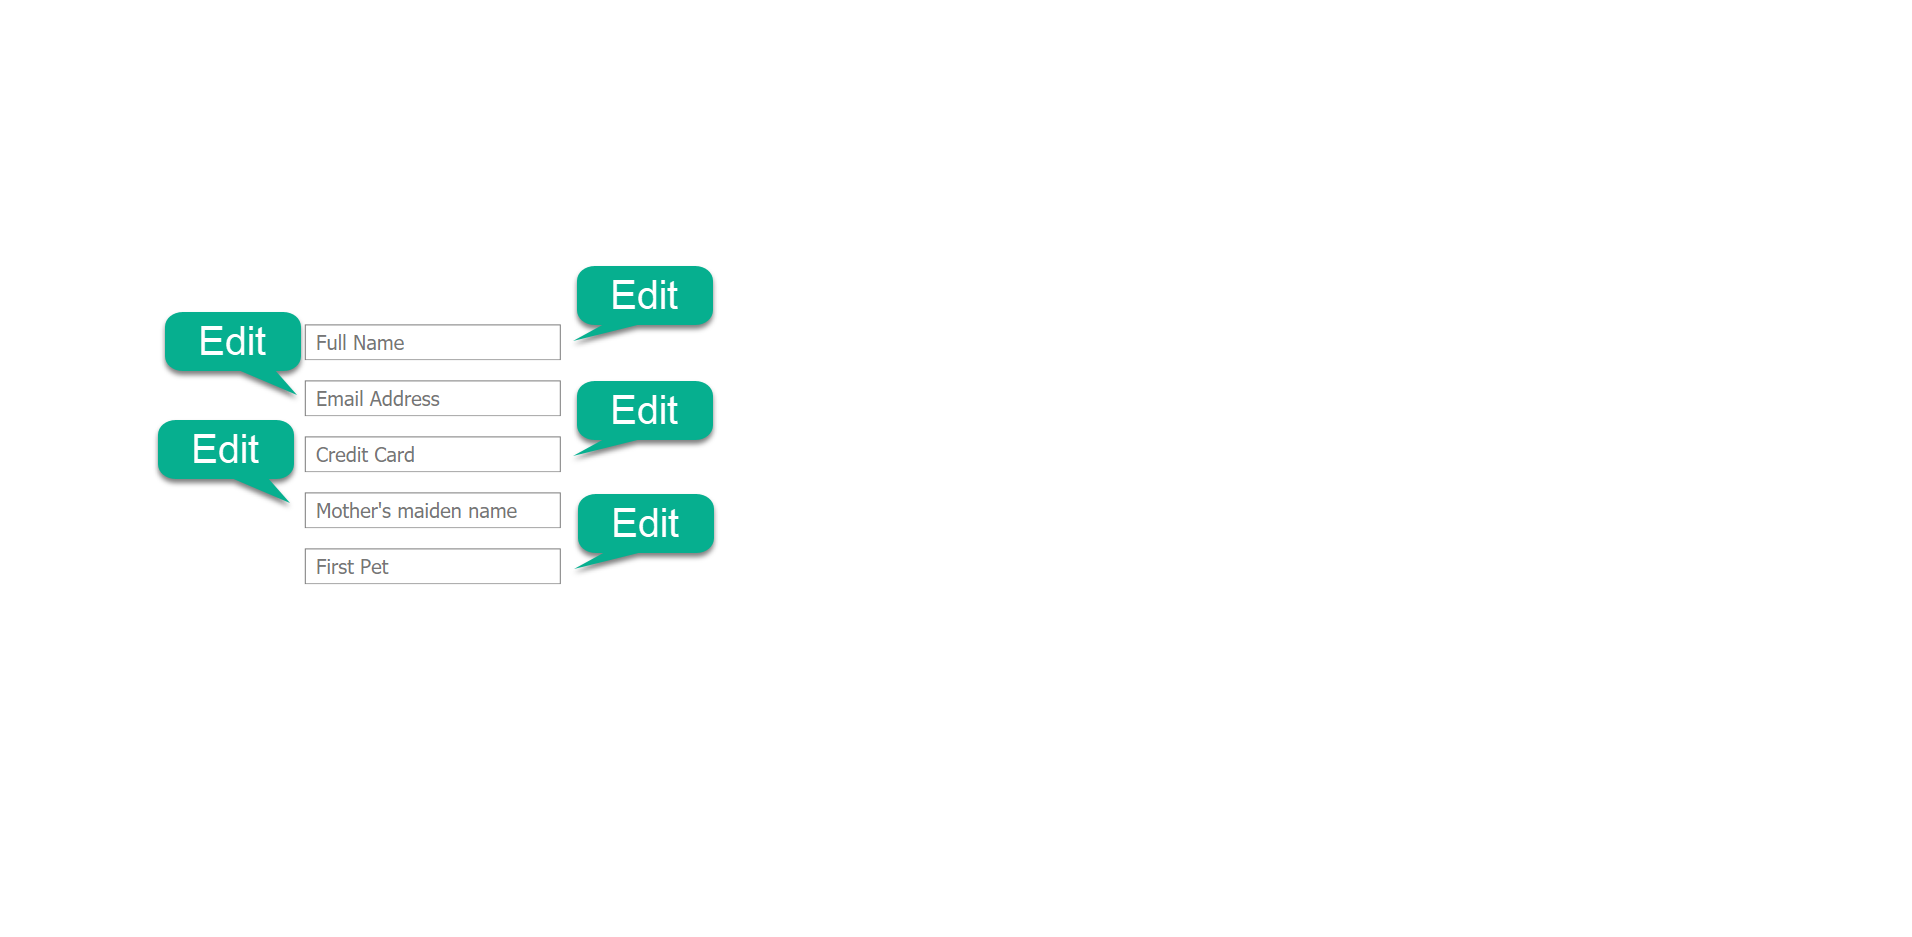 Edit
Edit
Full Name
Email Address
Edit
Edit
Credit Card
Mother's maiden name
Edit
First Pet